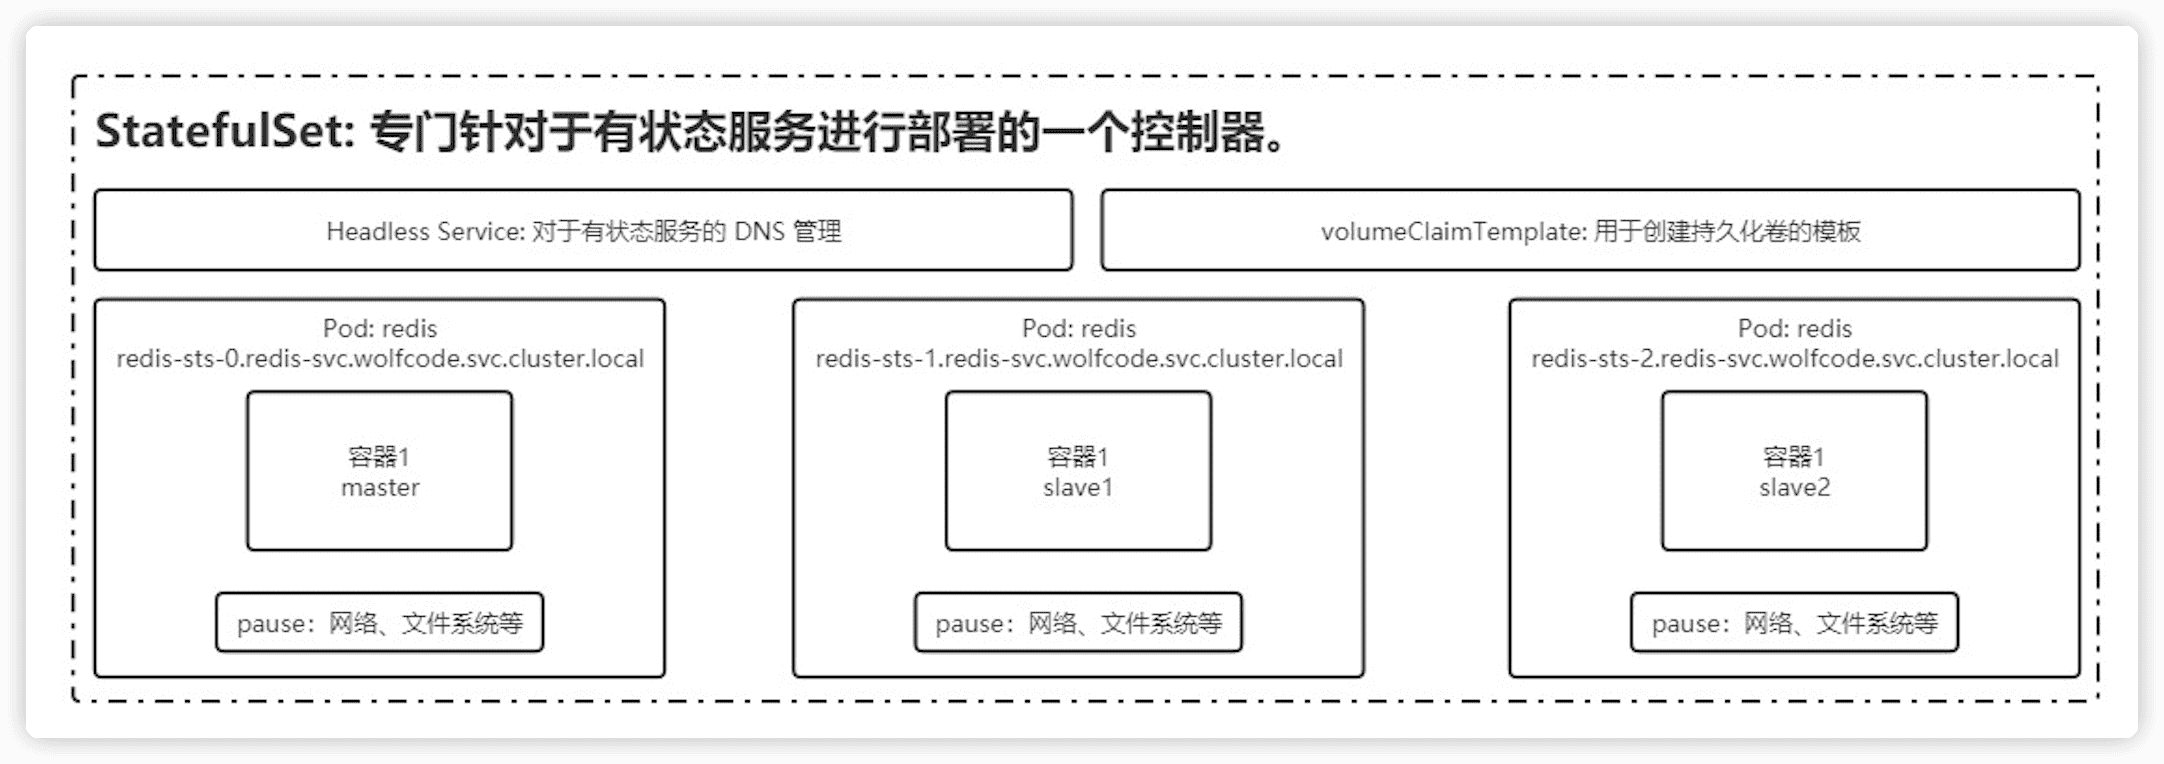 StatefulSet: 专门针对于有状态服务进行部署的一个控制器。
Headless Service: 对于有状态服务的 DNS 管理
volumeClaimTemplate: 用于创建持久化卷的模板
Pod: redis
redis-sts-0.redis-svc.wolfcode.svc.cluster.local
容器1
master
pause：网络、文件系统等
Pod: redis
redis-sts-1.redis-svc.wolfcode.svc.cluster.local
容器1
slave1
pause：网络、文件系统等
Pod: redis
redis-sts-2.redis-svc.wolfcode.svc.cluster.local
容器1
slave2
pause：网络、文件系统等